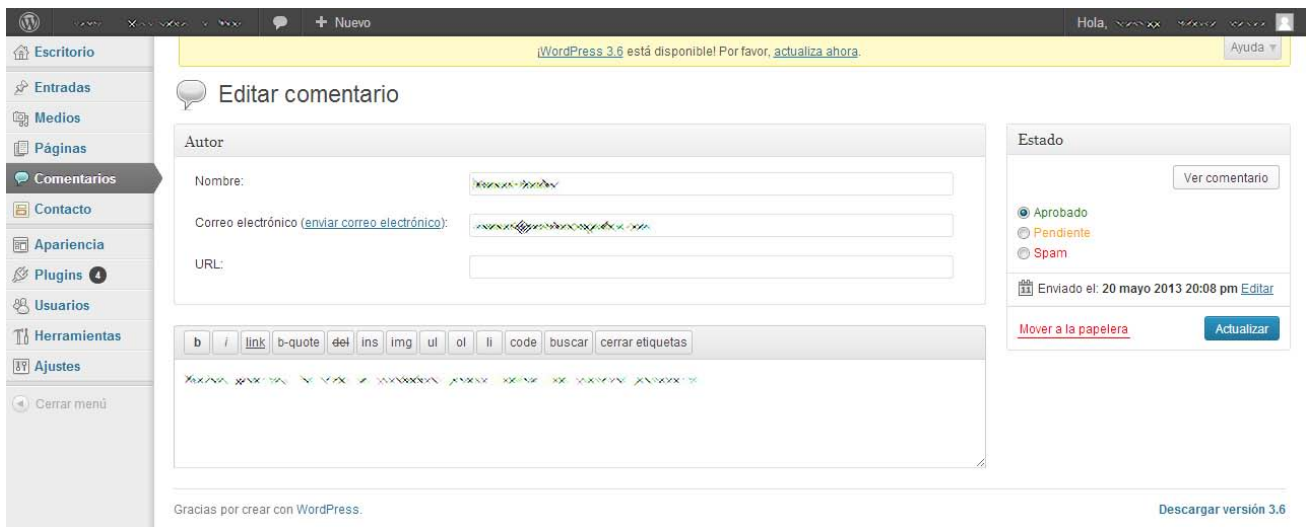 Nuevo
Hola,
Escritorio
¡WordPress 3.6 está disponible! Por favor, actualiza ahora.
Ayuda
Entradas
Medios
Páginas
Comentarios
Contacto
Apariencia
Plugins 4
Usuarios
Herramientas
Ajustes
Cerrar menú
Editar comentario
Autor
Nombre:
Correo electrónico (enviar correo electrónico):
URL:
b i link b-quote del ins img ul ol li code buscar cerrar etiquetas
Estado
Ver comentario
Aprobado
Pendiente
Spam
11 Enviado el: 20 mayo 2013 20:08 pm Editar
Mover a la papelera Actualizar
Gracias por crear con WordPress.
Descargar versión 3.6